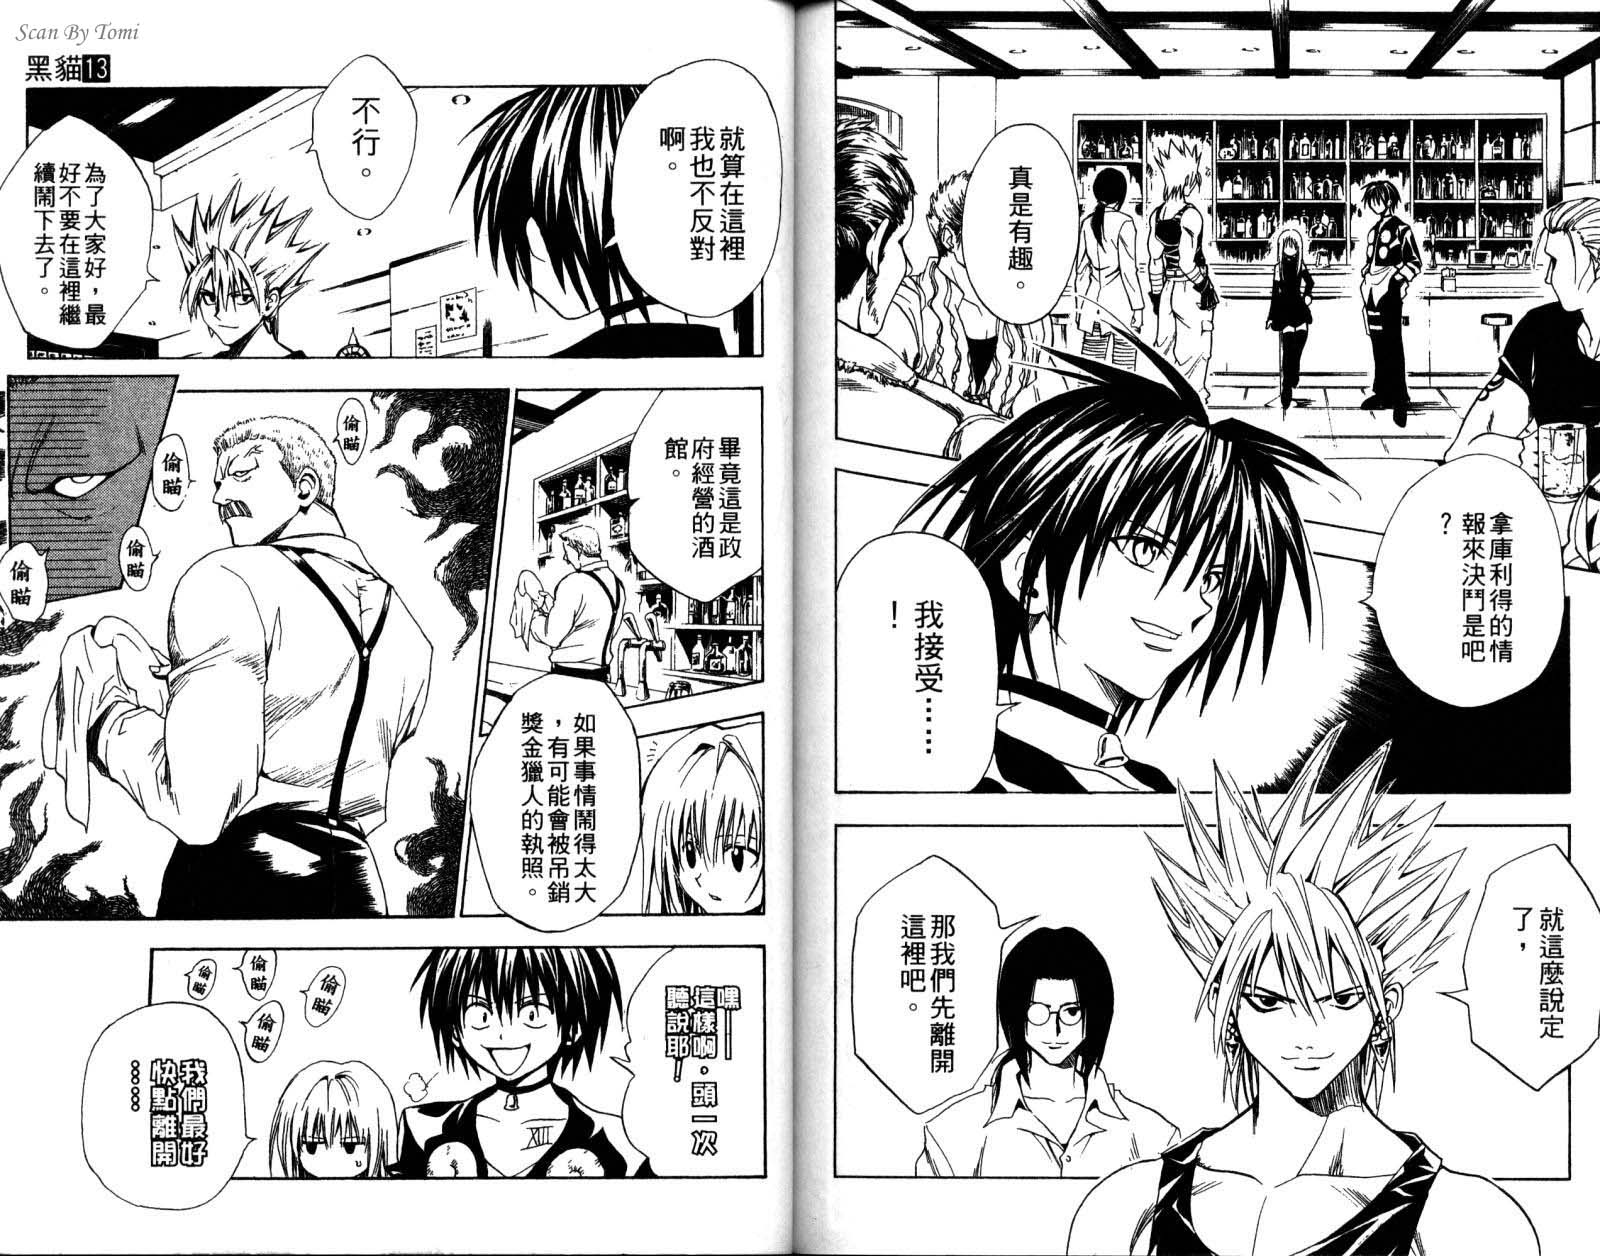 Scan By Tomi
黑貓13
真是有趣。
拿庫利得的情
報來決鬥是吧
？
我接受……
！
就這麼說定
了，
那我們先離開
這裡吧。
就算在這裡
我也不反對
啊。
不行。
為了大家好，最
好不要在這裡繼
續鬧下去了。
畢竟這是政
府經營的酒
館。
如果事情鬧得太大
，有可能會被吊銷
獎金獵人的執照。
偷瞄
偷瞄
偷瞄
偷瞄
嘿——
這樣啊。頭一次
聽說耶！
XIII
偷瞄
偷瞄
偷瞄
偷瞄
我們最好
快點離開
……